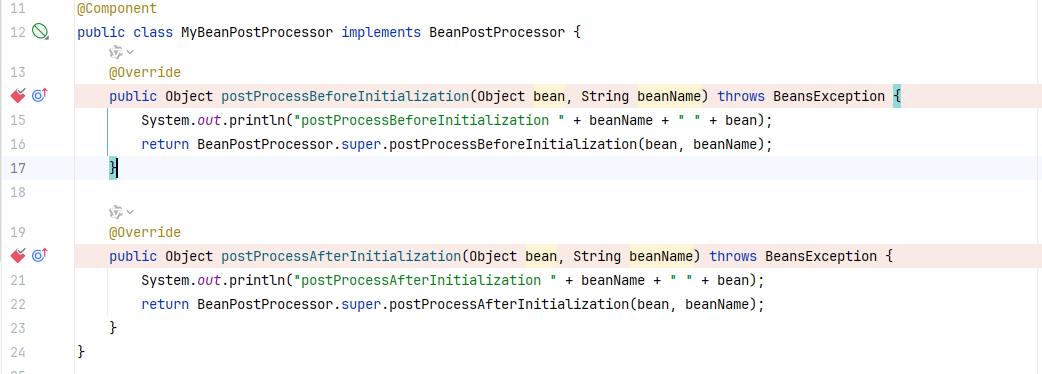 11 @Component
12 public class MyBeanPostProcessor implements BeanPostProcessor {
13 @Override
public Object postProcessBeforeInitialization(Object bean, String beanName) throws BeansException {
15 System.out.println("postProcessBeforeInitialization " + beanName + " " + bean);
16 return BeanPostProcessor.super.postProcessBeforeInitialization(bean, beanName);
17 }
18
19 @Override
public Object postProcessAfterInitialization(Object bean, String beanName) throws BeansException {
21 System.out.println("postProcessAfterInitialization " + beanName + " " + bean);
22 return BeanPostProcessor.super.postProcessAfterInitialization(bean, beanName);
23 }
24 }